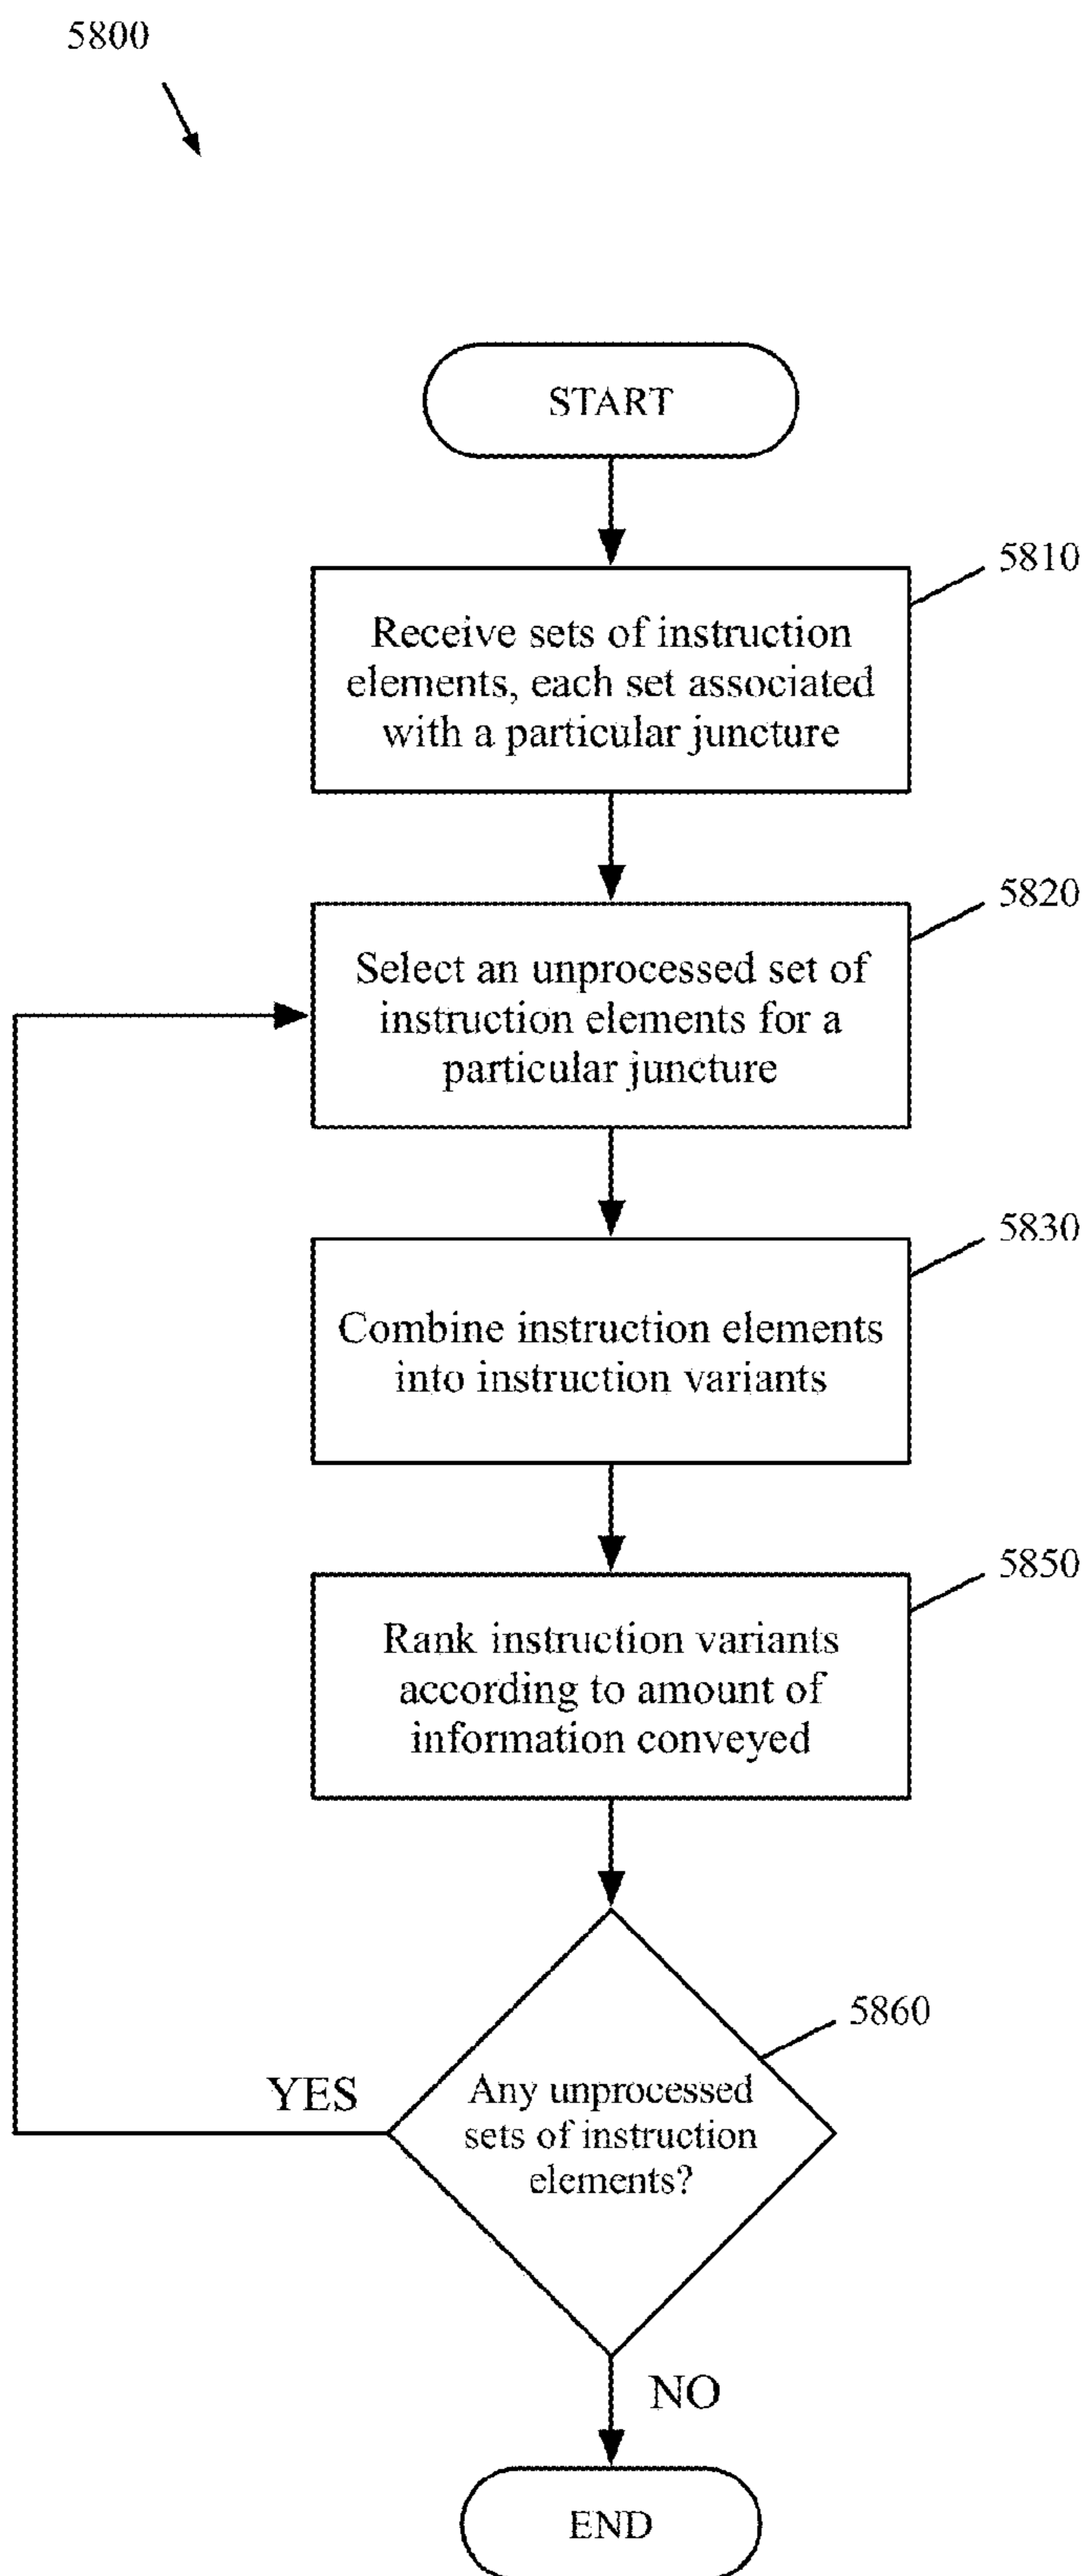 5800
START
5810
Receive sets of instruction
elements, each set associated
with a particular juncture
5820
Select an unprocessed set of
instruction elements for a
particular juncture
5830
Combine instruction elements
into instruction variants
5850
Rank instruction variants
according to amount of
information conveyed
5860
Any unprocessed
sets of instruction
elements?
YES
NO
END